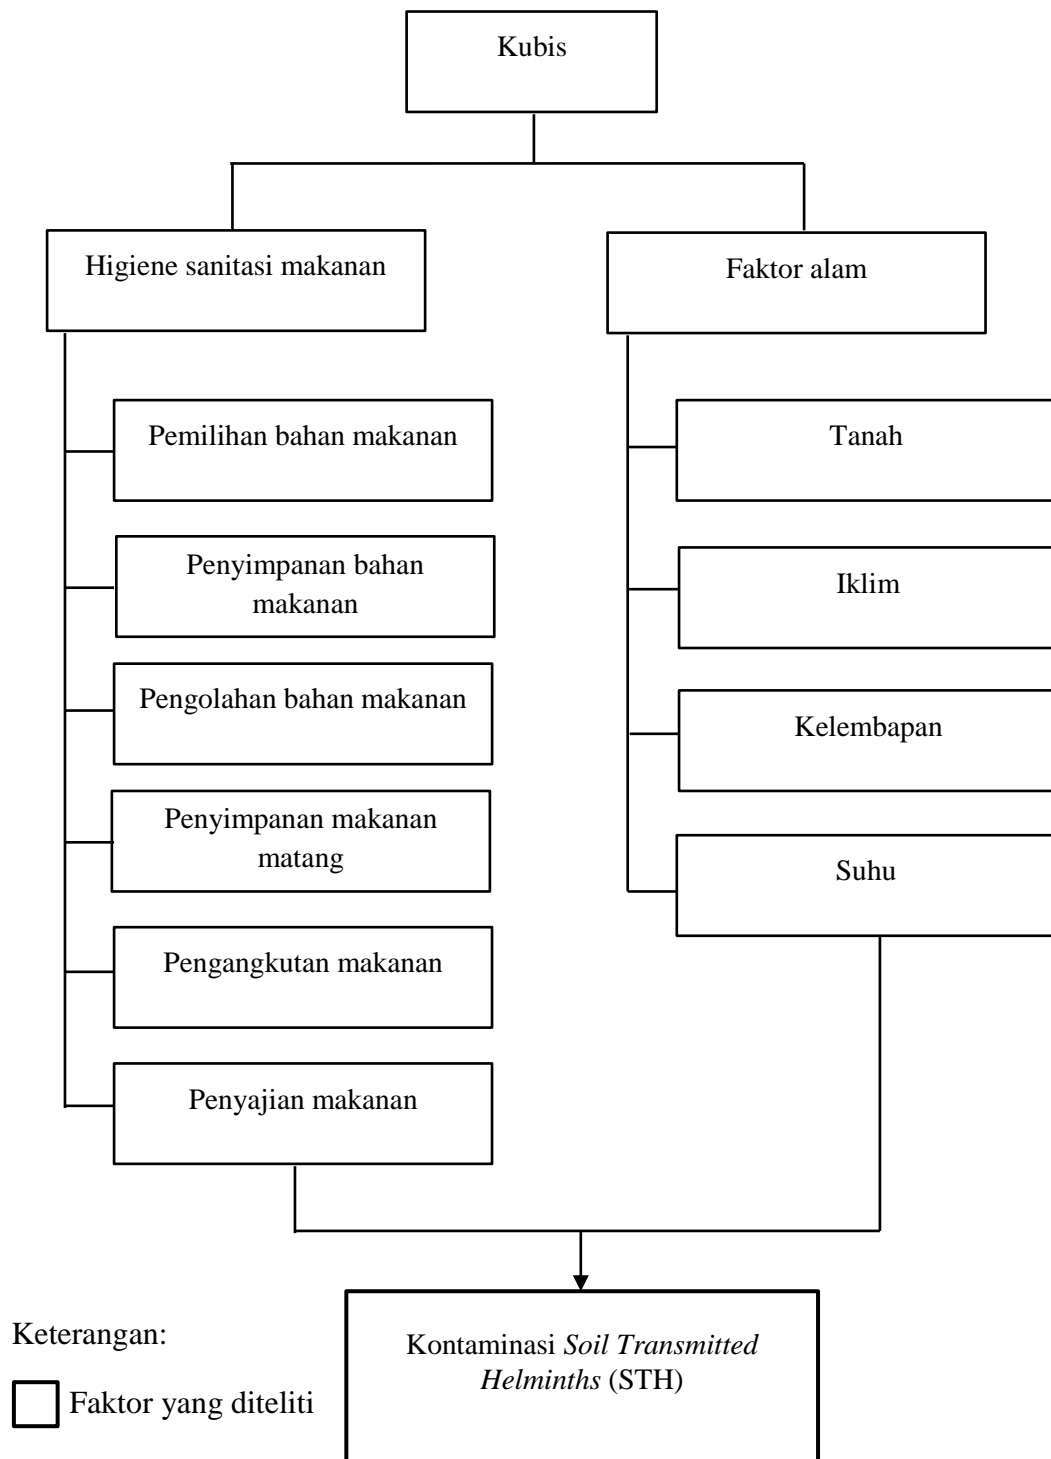 Kubis
Higiene sanitasi makanan
Faktor alam
Pemilihan bahan makanan
Penyimpanan bahan
makanan
Pengolahan bahan makanan
Penyimpanan makanan
matang
Pengangkutan makanan
Penyajian makanan
Tanah
Iklim
Kelembapan
Suhu
Kontaminasi Soil Transmitted
Helminths (STH)
Keterangan:
Faktor yang diteliti